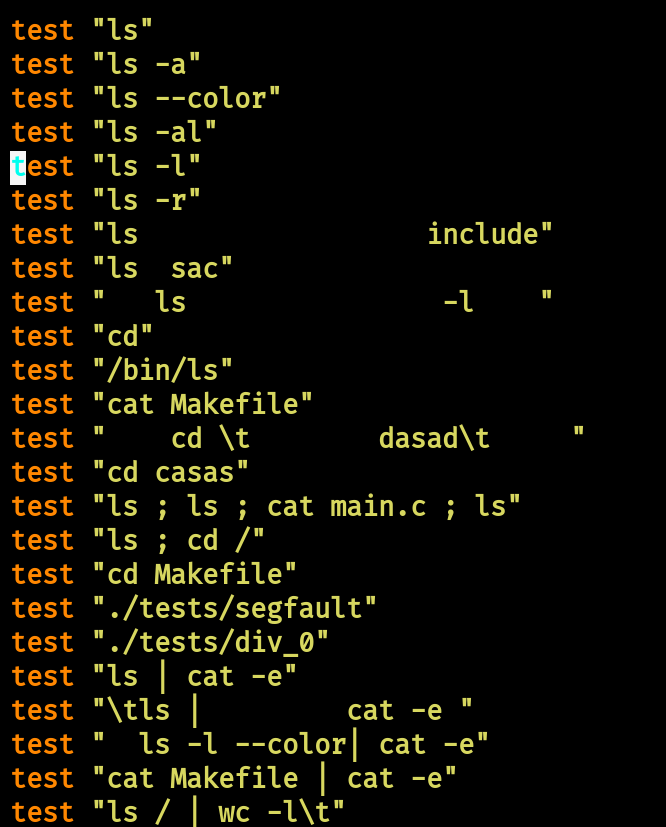 test "ls"
test "ls -a"
test "ls --color"
test "ls -al"
test "ls -l"
test "ls -r"
test "ls                  include"
test "ls  sac"
test "   ls                -l    "
test "cd"
test "/bin/ls"
test "cat Makefile"
test "    cd \t        dasad\t     "
test "cd casas"
test "ls ; ls ; cat main.c ; ls"
test "ls ; cd /"
test "cd Makefile"
test "./tests/segfault"
test "./tests/div_0"
test "ls | cat -e"
test "\tls |         cat -e "
test "  ls -l --color| cat -e"
test "cat Makefile | cat -e"
test "ls / | wc -l\t"